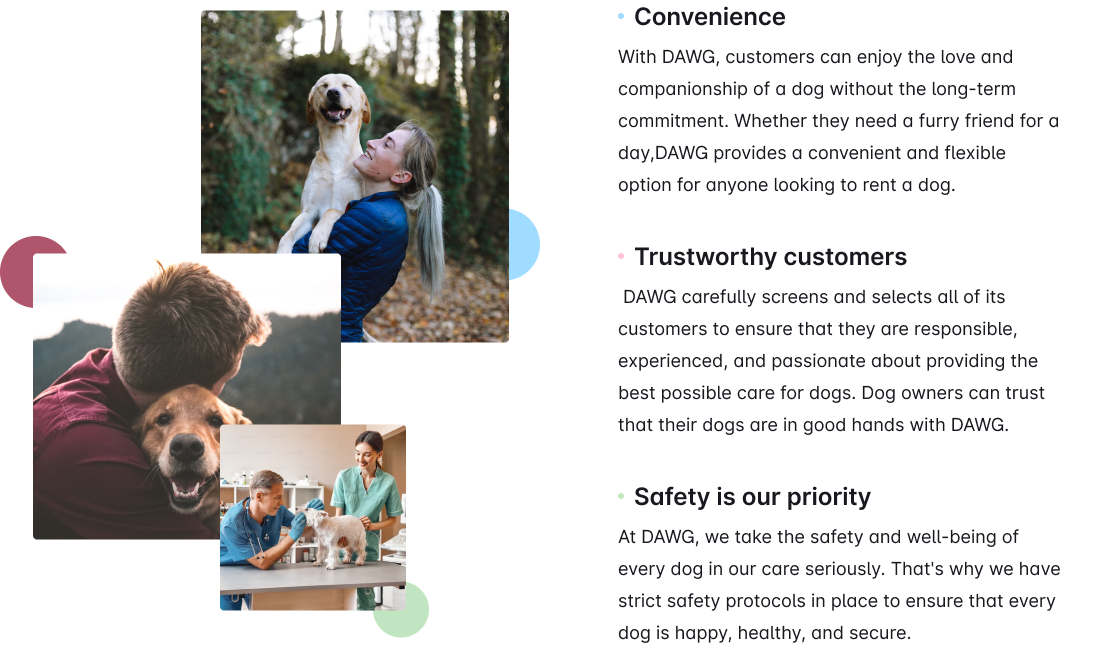 Convenience
With DAWG, customers can enjoy the love and
companionship of a dog without the long-term
commitment. Whether they need a furry friend for a
day,DAWG provides a convenient and flexible
option for anyone looking to rent a dog.
Trustworthy customers
DAWG carefully screens and selects all of its
customers to ensure that they are responsible,
experienced, and passionate about providing the
best possible care for dogs. Dog owners can trust
that their dogs are in good hands with DAWG.
Safety is our priority
At DAWG, we take the safety and well-being of
every dog in our care seriously. That's why we have
strict safety protocols in place to ensure that every
dog is happy, healthy, and secure.